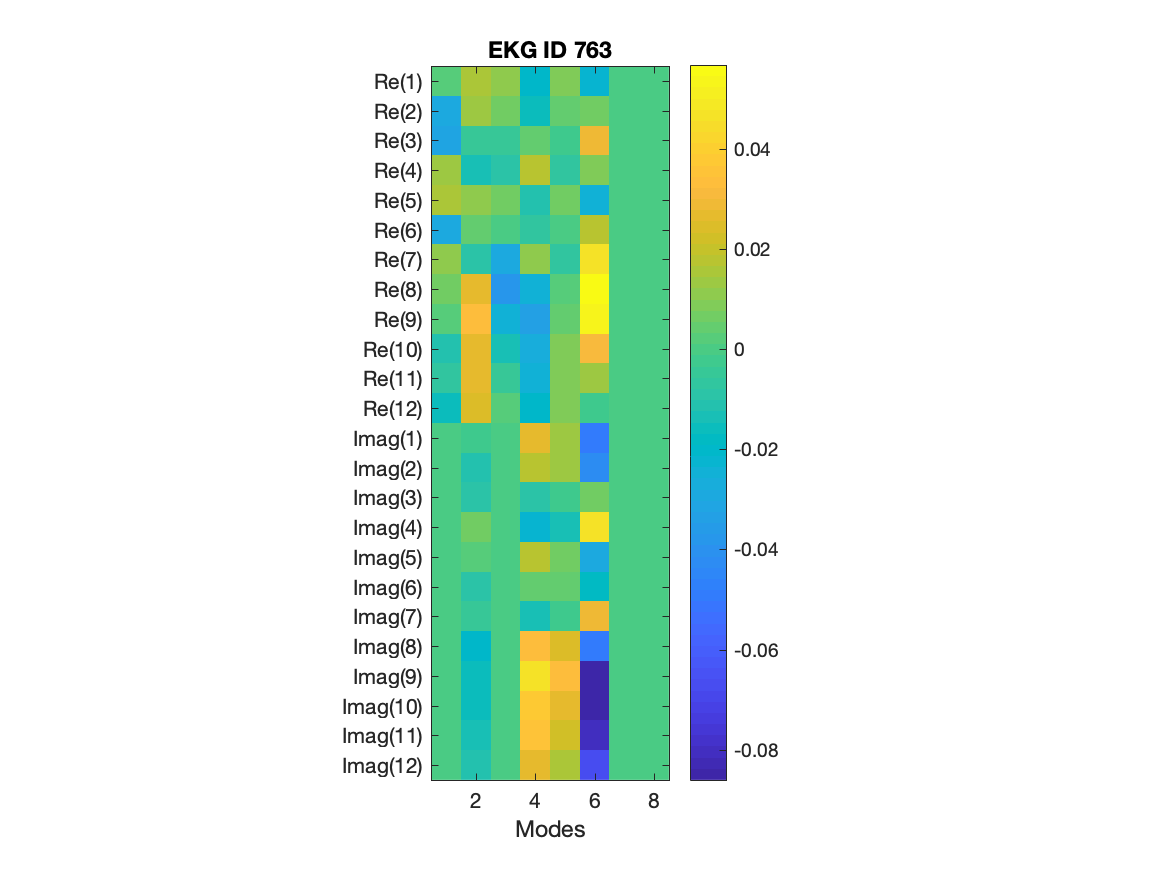 EKG ID 763
Re(1)
Re(2)
Re(3)
Re(4)
Re(5)
Re(6)
Re(7)
Re(8)
Re(9)
Re(10)
Re(11)
Re(12)
Imag(1)
Imag(2)
Imag(3)
Imag(4)
Imag(5)
Imag(6)
Imag(7)
Imag(8)
Imag(9)
Imag(10)
Imag(11)
Imag(12)
2 4 6 8
Modes
0.04
0.02
0
-0.02
-0.04
-0.06
-0.08